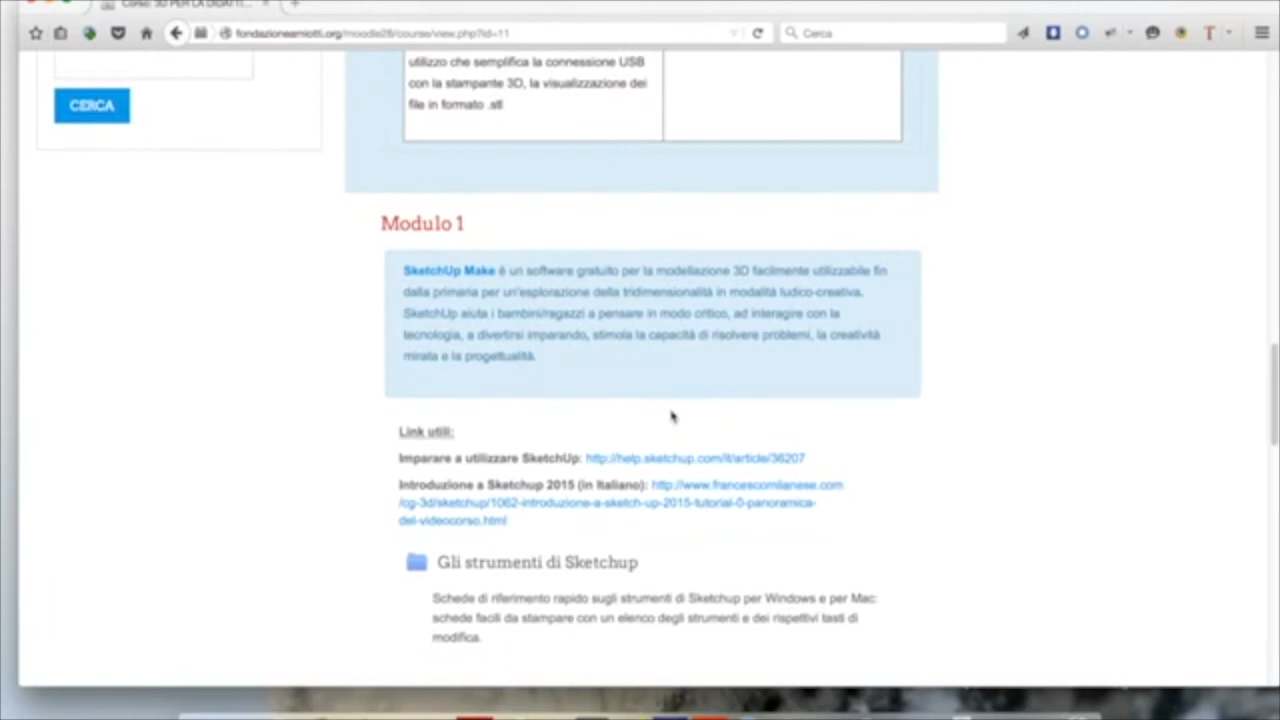 Corso: 3D PER LA DIDATTI...
fondazioneamiotti.org/moodle28/course/view.php?id=11
Cerca
utilizzo che semplifica la connessione USB
con la stampante 3D, la visualizzazione dei
file in formato .stl
CERCA
Modulo 1
SketchUp Make è un software gratuito per la modellazione 3D facilmente utilizzabile fin
dalla primaria per un'esplorazione della tridimensionalità in modalità ludico-creativa.
SketchUp aiuta i bambini/ragazzi a pensare in modo critico, ad interagire con la
tecnologia, a divertirsi imparando, stimola la capacità di risolvere problemi, la creatività
mirata e la progettualità.
Link utili:
Imparare a utilizzare SketchUp: http://help.sketchup.com/it/article/36207
Introduzione a Sketchup 2015 (in Italiano): http://www.francescomilanese.com
/cg-3d/sketchup/1062-introduzione-a-sketch-up-2015-tutorial-0-panoramica-
del-videocorso.html
Gli strumenti di Sketchup
Schede di riferimento rapido sugli strumenti di Sketchup per Windows e per Mac:
schede facili da stampare con un elenco degli strumenti e dei rispettivi tasti di
modifica.